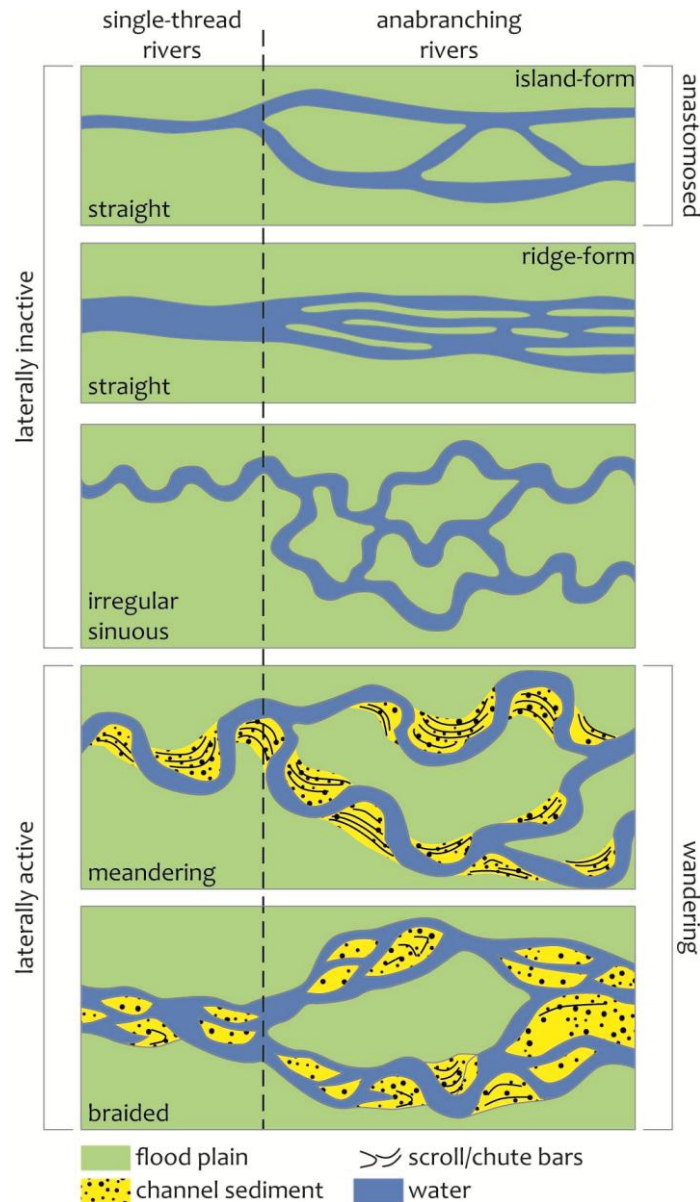 single-thread
rivers
anabranching
rivers
island-form
straight
anastomosed
ridge-form
straight
laterally inactive
irregular
sinuous
meandering
laterally active
wandering
braided
flood plain
scroll/chute bars
channel sediment
water